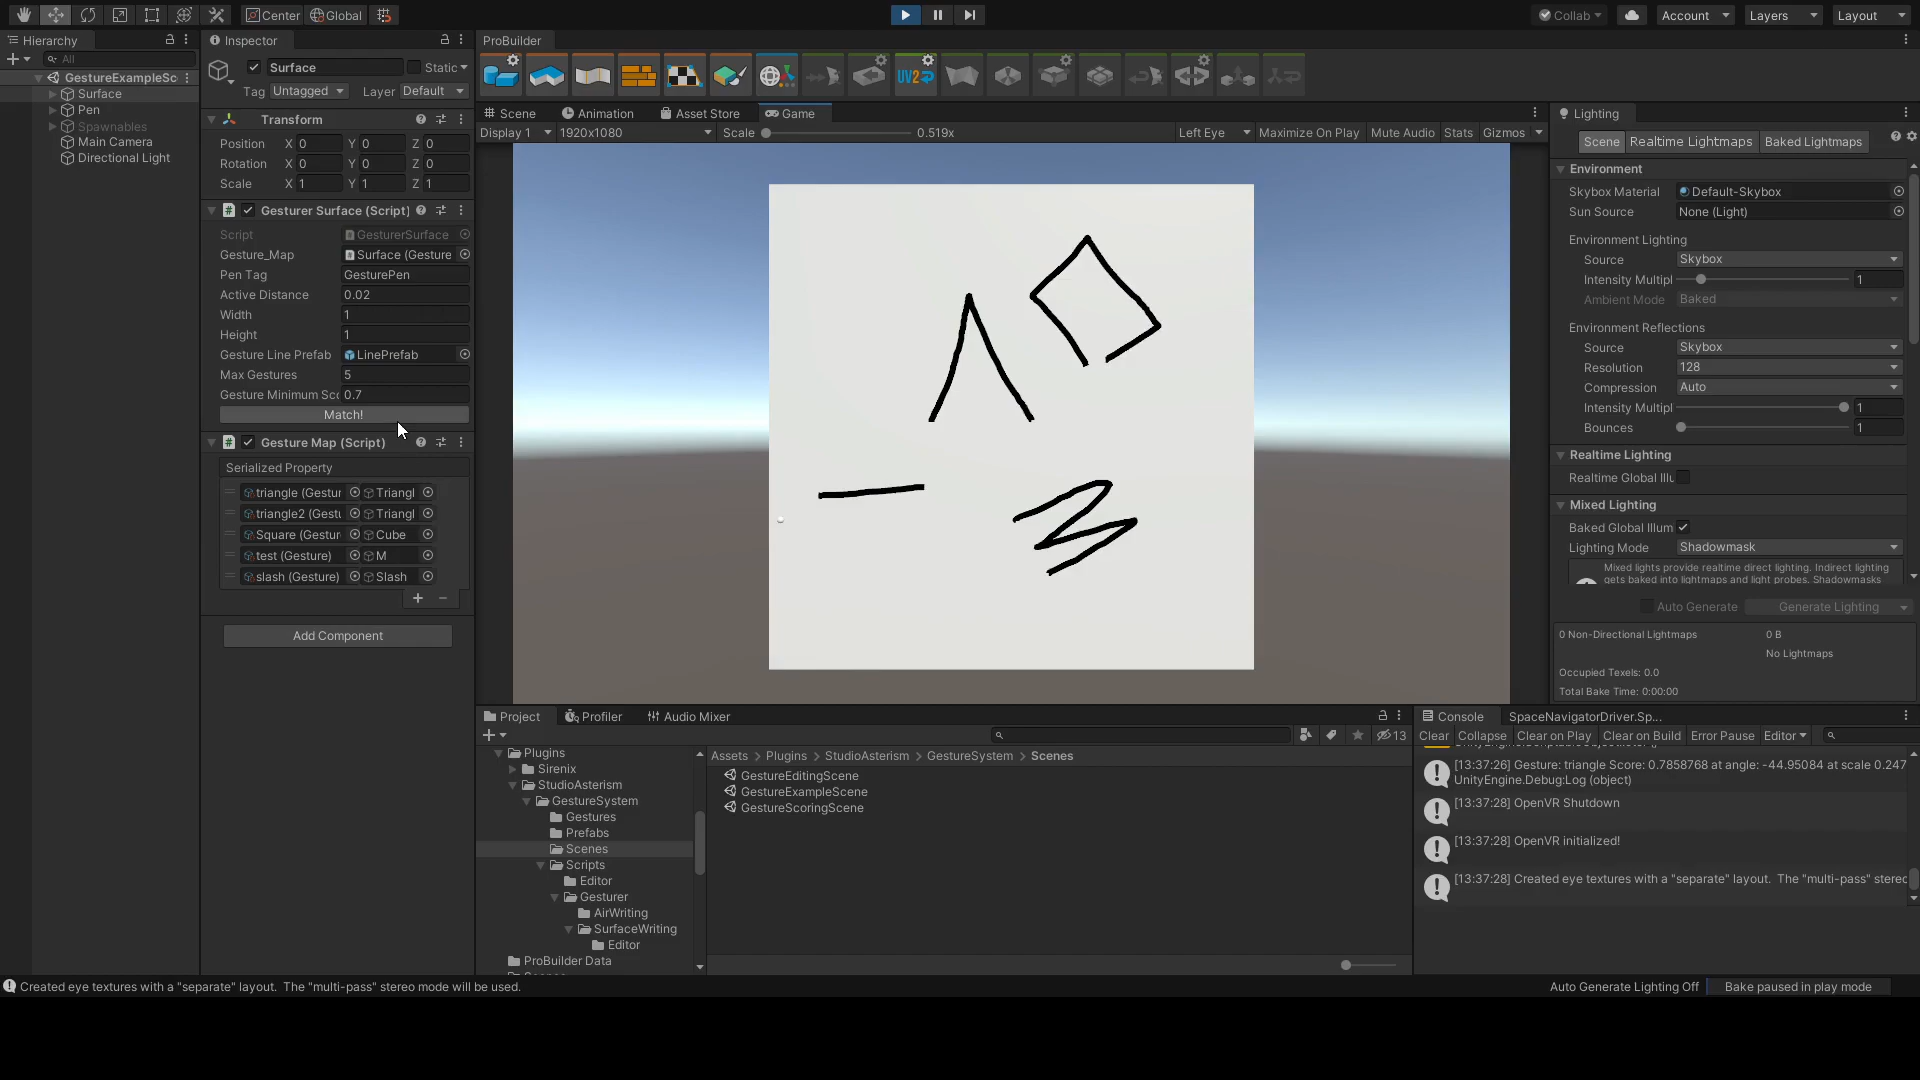 Center
Global
Collab
Account
Layers
Layout
Hierarchy
All
GestureExampleSc
Surface
Pen
Spawnables
Main Camera
Directional Light
Inspector
Surface
Static
Tag
Untagged
Layer
Default
Transform
Position X 0 Y 0 Z 0
Rotation X 0 Y 0 Z 0
Scale X 1 Y 1 Z 1
Gesturer Surface (Script)
Script GesturerSurface
Gesture_Map Surface (Gesture
Pen Tag GesturePen
Active Distance 0.02
Width 1
Height 1
Gesture Line Prefab LinePrefab
Max Gestures 5
Gesture Minimum Sc 0.7
Match!
Gesture Map (Script)
Serialized Property
triangle (Gestur Triangl
triangle2 (Gestu Triangl
Square (Gestur Cube
test (Gesture) M
slash (Gesture) Slash
+ −
Add Component
ProBuilder
UV2
Scene
Animation
Asset Store
Game
Display 1
1920x1080
Scale
0.519x
Left Eye
Maximize On Play
Mute Audio
Stats
Gizmos
Lighting
Scene
Realtime Lightmaps
Baked Lightmaps
Environment
Skybox Material Default-Skybox
Sun Source None (Light)
Environment Lighting
Source Skybox
Intensity Multipl 1
Ambient Mode Baked
Environment Reflections
Source Skybox
Resolution 128
Compression Auto
Intensity Multipl 1
Bounces 1
Realtime Lighting
Realtime Global Illu
Mixed Lighting
Baked Global Illum
Lighting Mode Shadowmask
Mixed lights provide realtime direct lighting. Indirect lighting
gets baked into lightmaps and light probes. Shadowmasks
Auto Generate
Generate Lighting
0 Non-Directional Lightmaps 0 B
No Lightmaps
Occupied Texels: 0.0
Total Bake Time: 0:00:00
Project
Profiler
Audio Mixer
13
Plugins
Sirenix
StudioAsterism
GestureSystem
Gestures
Prefabs
Scenes
Scripts
Editor
Gesturer
AirWriting
SurfaceWriting
Editor
ProBuilder Data
Assets > Plugins > StudioAsterism > GestureSystem > Scenes
GestureEditingScene
GestureExampleScene
GestureScoringScene
Console
SpaceNavigatorDriver.Sp...
Clear
Collapse
Clear on Play
Clear on Build
Error Pause
Editor
[13:37:26] Gesture: triangle Score: 0.7858768 at angle: -44.95084 at scale 0.247
UnityEngine.Debug:Log (object)
[13:37:28] OpenVR Shutdown
[13:37:28] OpenVR initialized!
[13:37:28] Created eye textures with a "separate" layout. The "multi-pass" stereo
Created eye textures with a "separate" layout. The "multi-pass" stereo mode will be used.
Auto Generate Lighting Off
Bake paused in play mode